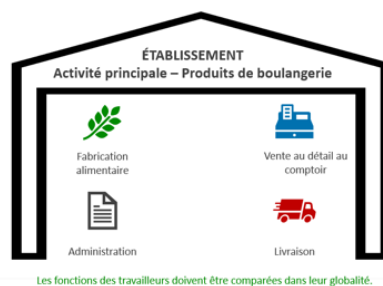 ÉTABLISSEMENT
Activité principale – Produits de boulangerie
Fabrication
alimentaire
Vente au détail au
comptoir
Administration
Livraison
Les fonctions des travailleurs doivent être comparées dans leur globalité.